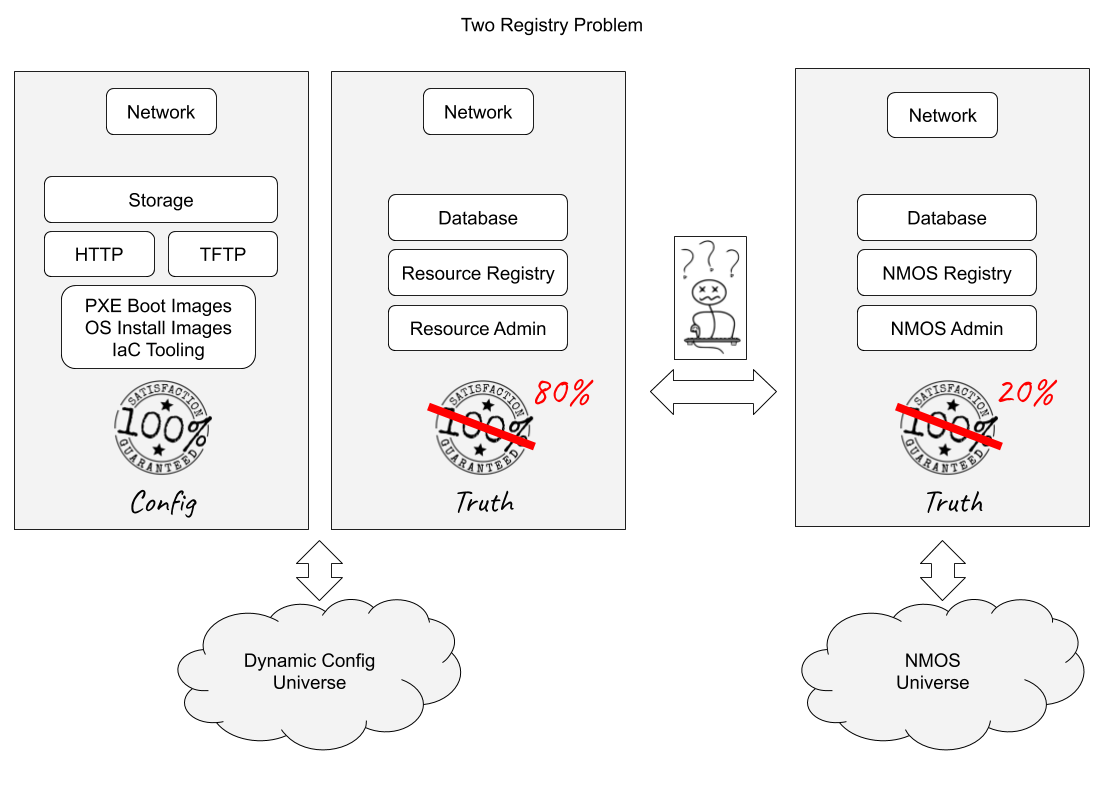 Two Registry Problem
Network
Storage
HTTP
TFTP
PXE Boot Images
OS Install Images
IaC Tooling
SATISFACTION
100%
GUARANTEED
Config
Network
Database
Resource Registry
Resource Admin
80%
SATISFACTION
100%
GUARANTEED
Truth
? ? ?
Network
Database
NMOS Registry
NMOS Admin
20%
SATISFACTION
100%
GUARANTEED
Truth
Dynamic Config
Universe
NMOS
Universe